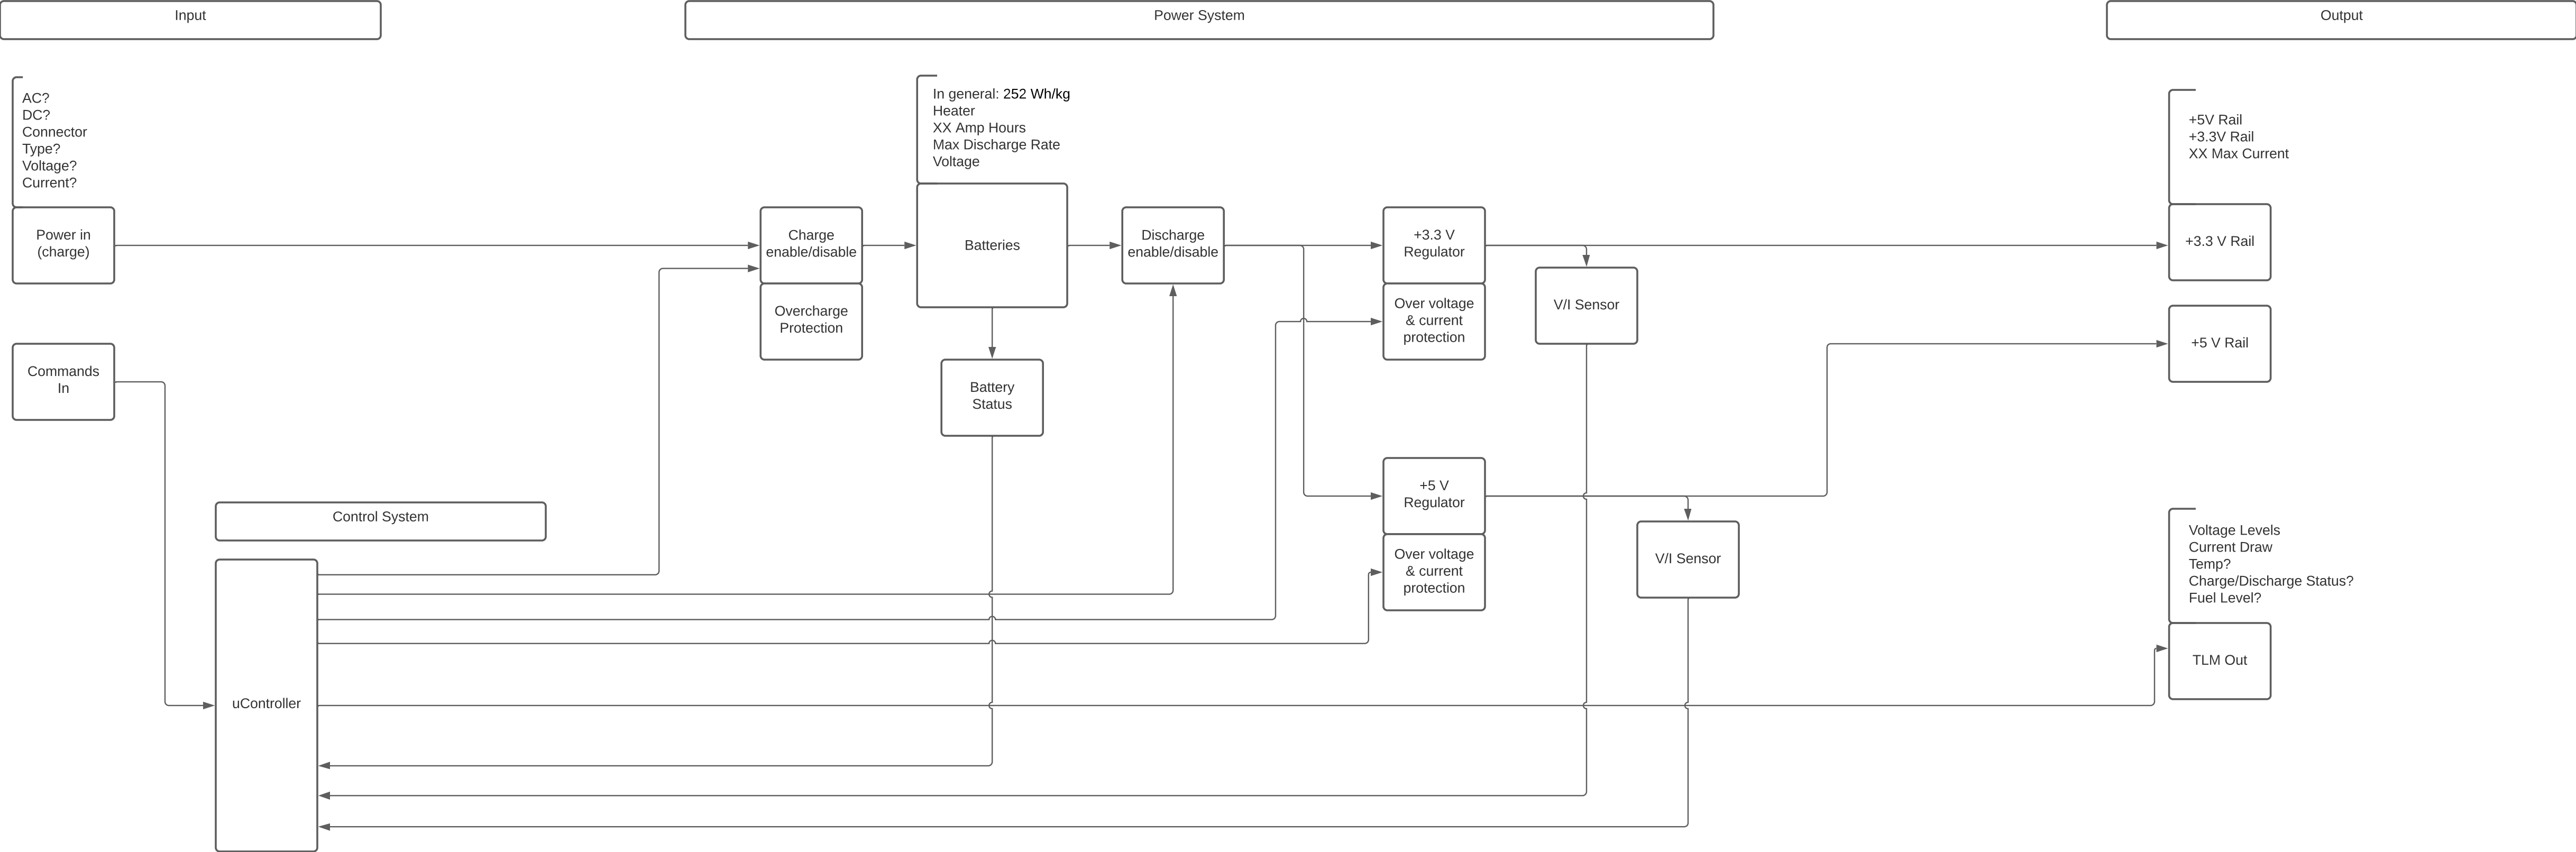 Input
Power System
Output
AC?
DC?
Connector
Type?
Voltage?
Current?
In general: 252 Wh/kg
Heater
XX Amp Hours
Max Discharge Rate
Voltage
+5V Rail
+3.3V Rail
XX Max Current
Power in
(charge)
Charge
enable/disable
Batteries
Discharge
enable/disable
+3.3 V
Regulator
+3.3 V Rail
Overcharge
Protection
Over voltage
& current
protection
V/I Sensor
+5 V Rail
Commands
In
Battery
Status
+5 V
Regulator
Control System
Over voltage
& current
protection
V/I Sensor
Voltage Levels
Current Draw
Temp?
Charge/Discharge Status?
Fuel Level?
uController
TLM Out